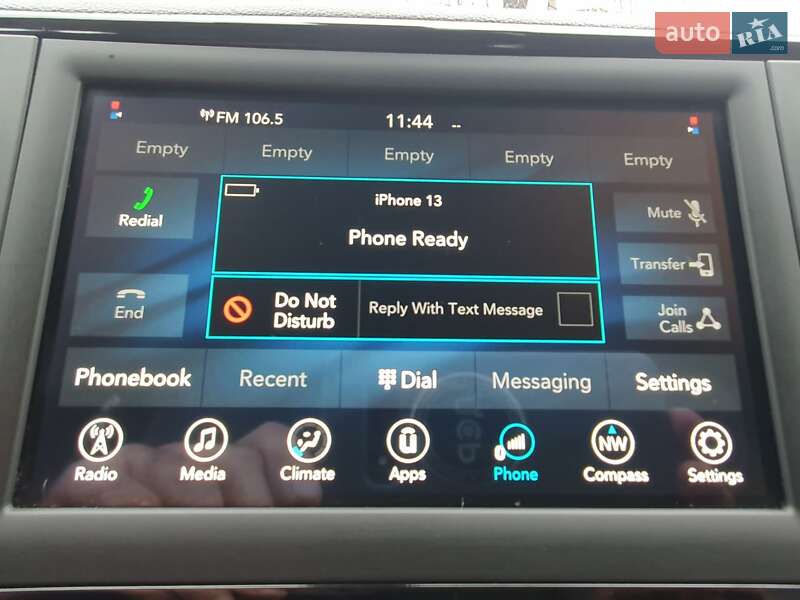 auto RIA.com
FM 106.5 11:44 --
Empty Empty Empty Empty Empty
Redial
iPhone 13
Phone Ready
Mute
Transfer
End
Do Not
Disturb
Reply With Text Message
Join
Calls
Phonebook Recent Dial Messaging Settings
NW
Radio Media Climate Apps Phone Compass Settings